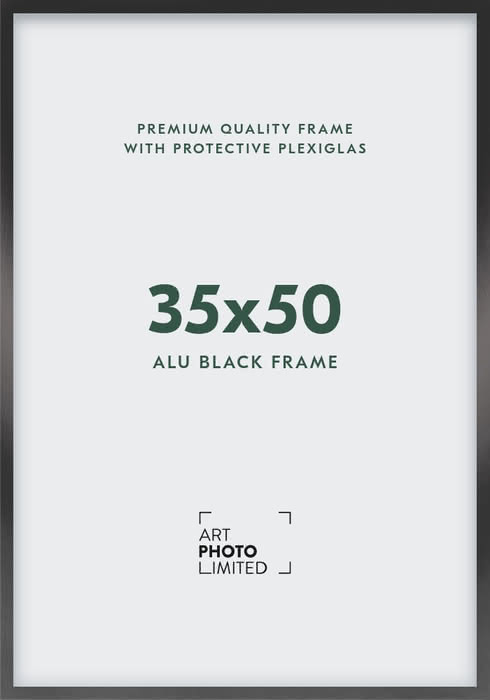 PREMIUM QUALITY FRAME
WITH PROTECTIVE PLEXIGLAS
35x50
ALU BLACK FRAME
ART
PHOTO
LIMITED